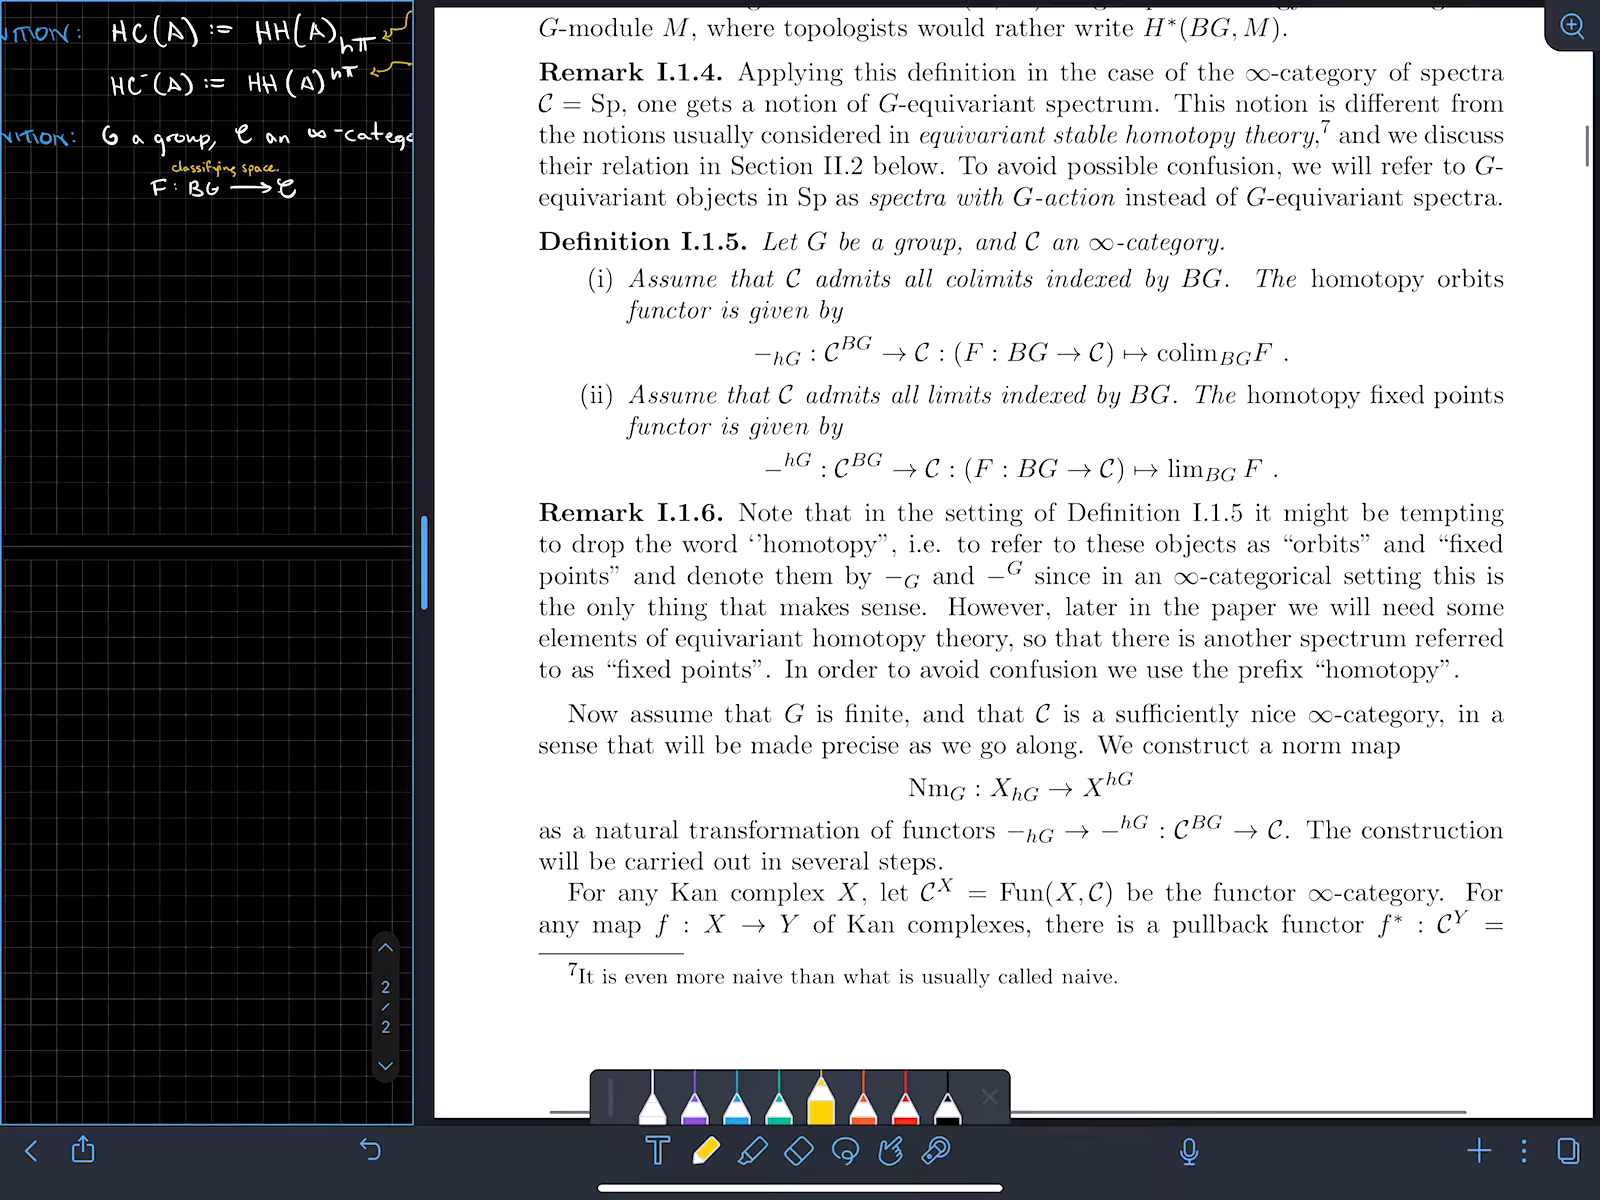 NITION: HC(A) := HH(A)_{hπ}
HC⁻(A) := HH(A)^{hπ}
NITION: G a group, C an ∞-catego
classifying space.
F: BG ⟶ C
G-module M, where topologists would rather write H*(BG, M).
Remark I.1.4. Applying this definition in the case of the ∞-category of spectra
C = Sp, one gets a notion of G-equivariant spectrum. This notion is different from
the notions usually considered in equivariant stable homotopy theory,⁷ and we discuss
their relation in Section II.2 below. To avoid possible confusion, we will refer to G-
equivariant objects in Sp as spectra with G-action instead of G-equivariant spectra.
Definition I.1.5. Let G be a group, and C an ∞-category.
(i) Assume that C admits all colimits indexed by BG. The homotopy orbits
functor is given by
−_{hG} : C^{BG} → C : (F : BG → C) ↦ colim_{BG}F .
(ii) Assume that C admits all limits indexed by BG. The homotopy fixed points
functor is given by
−^{hG} : C^{BG} → C : (F : BG → C) ↦ lim_{BG} F .
Remark I.1.6. Note that in the setting of Definition I.1.5 it might be tempting
to drop the word ‘’homotopy”, i.e. to refer to these objects as “orbits” and “fixed
points” and denote them by −_G and −^G since in an ∞-categorical setting this is
the only thing that makes sense. However, later in the paper we will need some
elements of equivariant homotopy theory, so that there is another spectrum referred
to as “fixed points”. In order to avoid confusion we use the prefix “homotopy”.
Now assume that G is finite, and that C is a sufficiently nice ∞-category, in a
sense that will be made precise as we go along. We construct a norm map
Nm_G : X_{hG} → X^{hG}
as a natural transformation of functors −_{hG} → −^{hG} : C^{BG} → C. The construction
will be carried out in several steps.
For any Kan complex X, let C^X = Fun(X, C) be the functor ∞-category. For
any map f : X → Y of Kan complexes, there is a pullback functor f* : C^Y =
⁷It is even more naive than what is usually called naive.
2
/
2
T